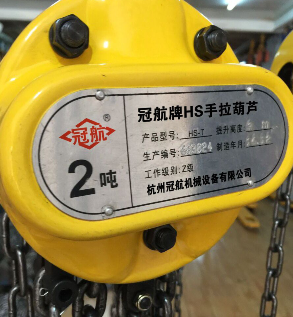 冠航®
2吨
冠航牌HS手拉葫芦
产品型号: HS-T 提升高度
生产编号: 制造年月
工作级别: Z级
杭州冠航机械设备有限公司